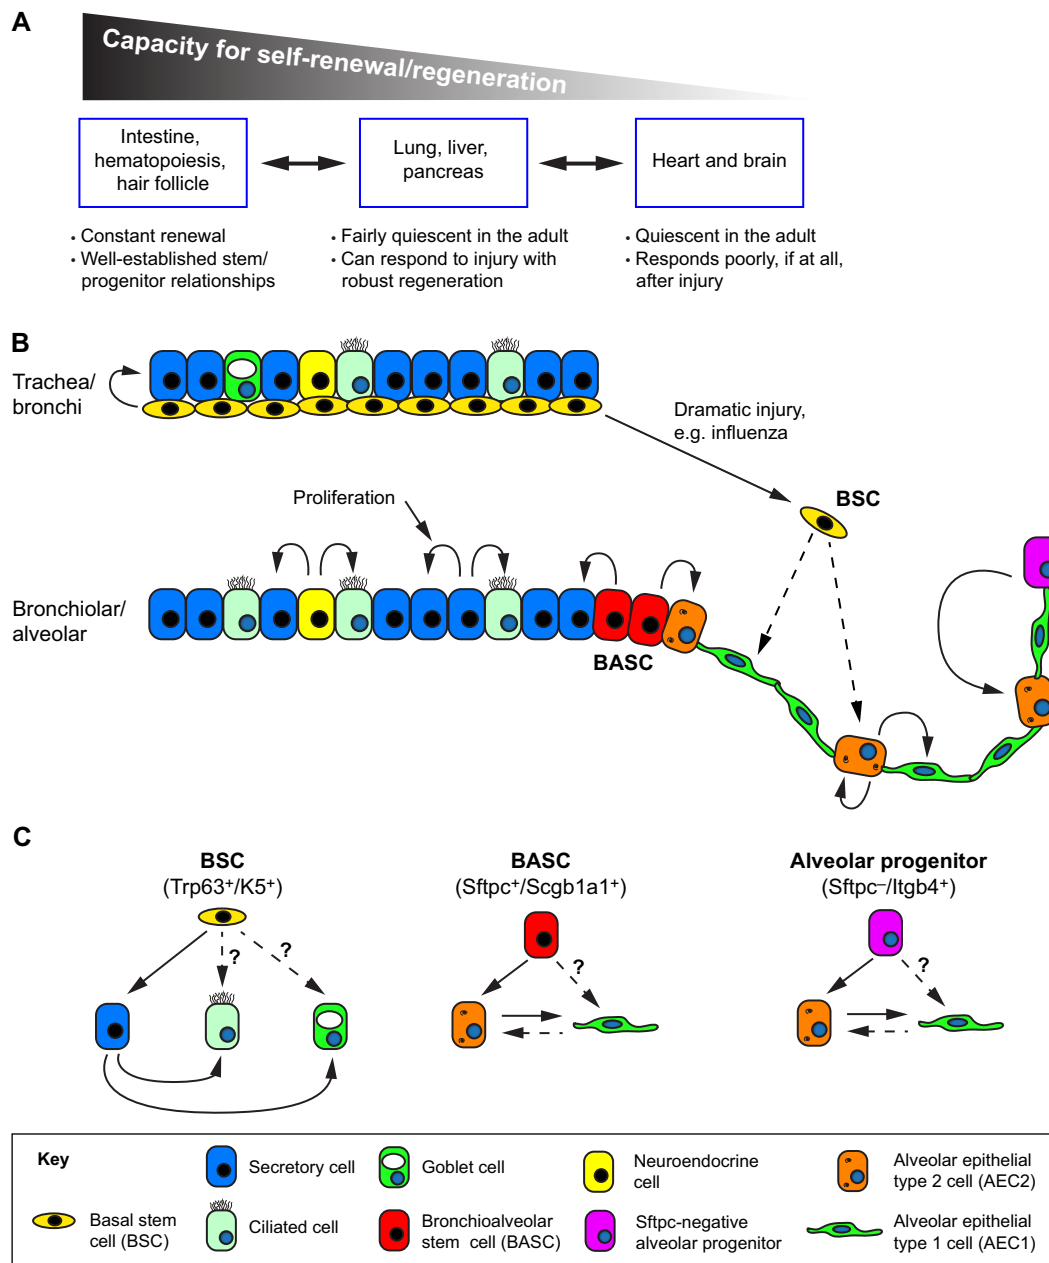 A
Capacity for self-renewal/regeneration
Intestine,
hematopoiesis,
hair follicle
Lung, liver,
pancreas
Heart and brain
• Constant renewal
• Well-established stem/
progenitor relationships
• Fairly quiescent in the adult
• Can respond to injury with
robust regeneration
• Quiescent in the adult
• Responds poorly, if at all,
after injury
B
Trachea/
bronchi
Dramatic injury,
e.g. influenza
BSC
Proliferation
Bronchiolar/
alveolar
BASC
C
BSC
(Trp63⁺/K5⁺)
? ?
BASC
(Sftpc⁺/Scgb1a1⁺)
?
Alveolar progenitor
(Sftpc⁻/Itgb4⁺)
?
Key
Basal stem
cell (BSC)
Secretory cell
Ciliated cell
Goblet cell
Bronchioalveolar
stem cell (BASC)
Neuroendocrine
cell
Sftpc-negative
alveolar progenitor
Alveolar epithelial
type 2 cell (AEC2)
Alveolar epithelial
type 1 cell (AEC1)